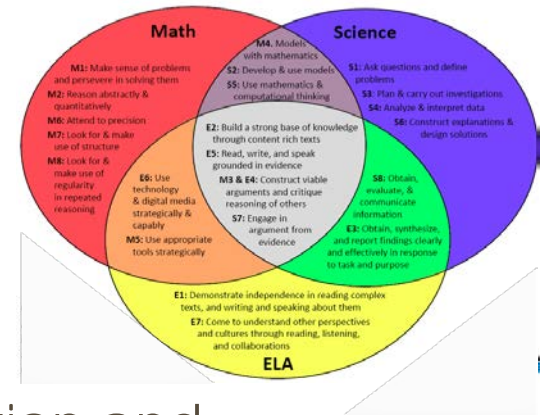 Math
Science
M4. Models
with mathematics
S2: Develop & use models
S5: Use mathematics &
computational thinking
M1: Make sense of problems
and persevere in solving them
M2: Reason abstractly &
quantitatively
M6: Attend to precision
M7: Look for & make
use of structure
M8: Look for &
make use of
regularity
in repeated
reasoning
S1: Ask questions and define
problems
S3: Plan & carry out investigations
S4: Analyze & interpret data
S6: Construct explanations &
design solutions
E2: Build a strong base of knowledge
through content rich texts
E5: Read, write, and speak
grounded in evidence
M3 & E4: Construct viable
arguments and critique
reasoning of others
S7: Engage in
argument from
evidence
E6: Use
technology
& digital media
strategically &
capably
M5: Use appropriate
tools strategically
S8: Obtain,
evaluate, &
communicate
information
E3: Obtain, synthesize,
and report findings clearly
and effectively in response
to task and purpose
E1: Demonstrate independence in reading complex
texts, and writing and speaking about them
E7: Come to understand other perspectives
and cultures through reading, listening,
and collaborations
ELA
and